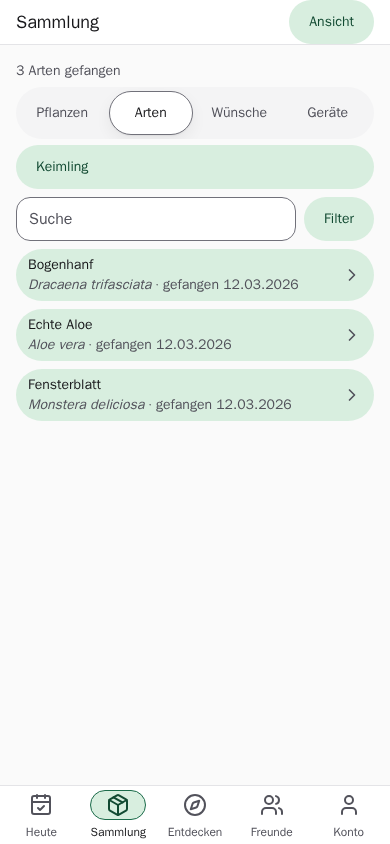 Sammlung
Ansicht
3 Arten gefangen
Pflanzen
Arten
Wünsche
Geräte
Keimling
Suche
Filter
Bogenhanf
Dracaena trifasciata · gefangen 12.03.2026
Echte Aloe
Aloe vera · gefangen 12.03.2026
Fensterblatt
Monstera deliciosa · gefangen 12.03.2026
Heute
Sammlung
Entdecken
Freunde
Konto